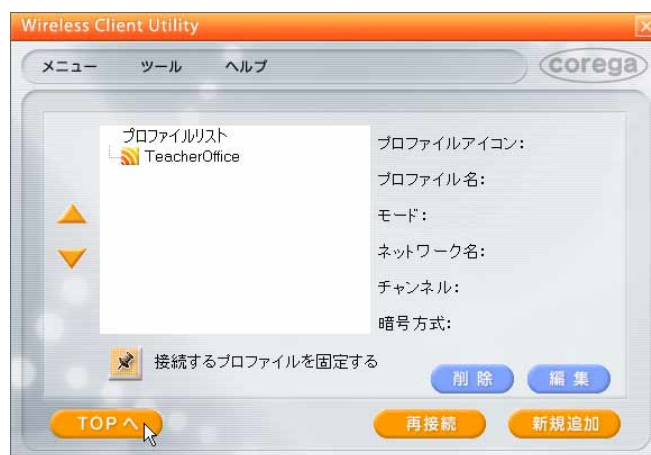 Wireless Client Utility
メニュー ツール ヘルプ corega
プロファイルリスト
TeacherOffice
プロファイルアイコン:
プロファイル名:
モード:
ネットワーク名:
チャンネル:
暗号方式:
接続するプロファイルを固定する
削除 編集
TOPへ 再接続 新規追加